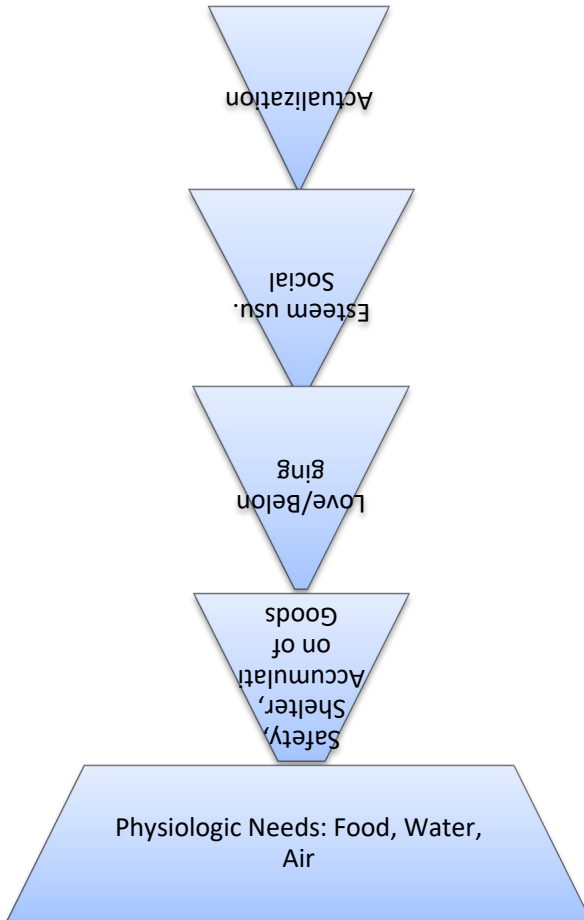 Actualization
Esteem usu.
Social
Love/Belon
ging
Safety,
Shelter,
Accumulati
on of
Goods
Physiologic Needs: Food, Water,
Air